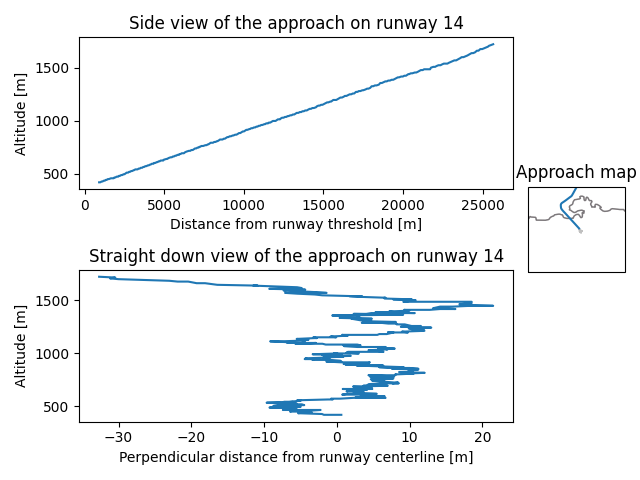 Side view of the approach on runway 14
Altitude [m]
1500
1000
500
0
5000
10000
15000
20000
25000
Distance from runway threshold [m]
Approach map
Straight down view of the approach on runway 14
Altitude [m]
1500
1000
500
−30
−20
−10
0
10
20
Perpendicular distance from runway centerline [m]